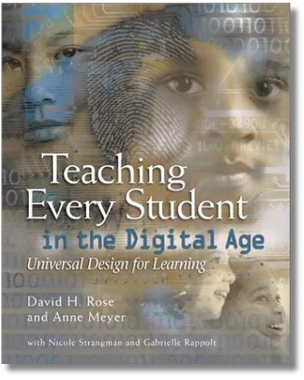 Teaching
Every Student
in the Digital Age
Universal Design for Learning
David H. Rose
and Anne Meyer
with Nicole Strangman and Gabrielle Rappolt